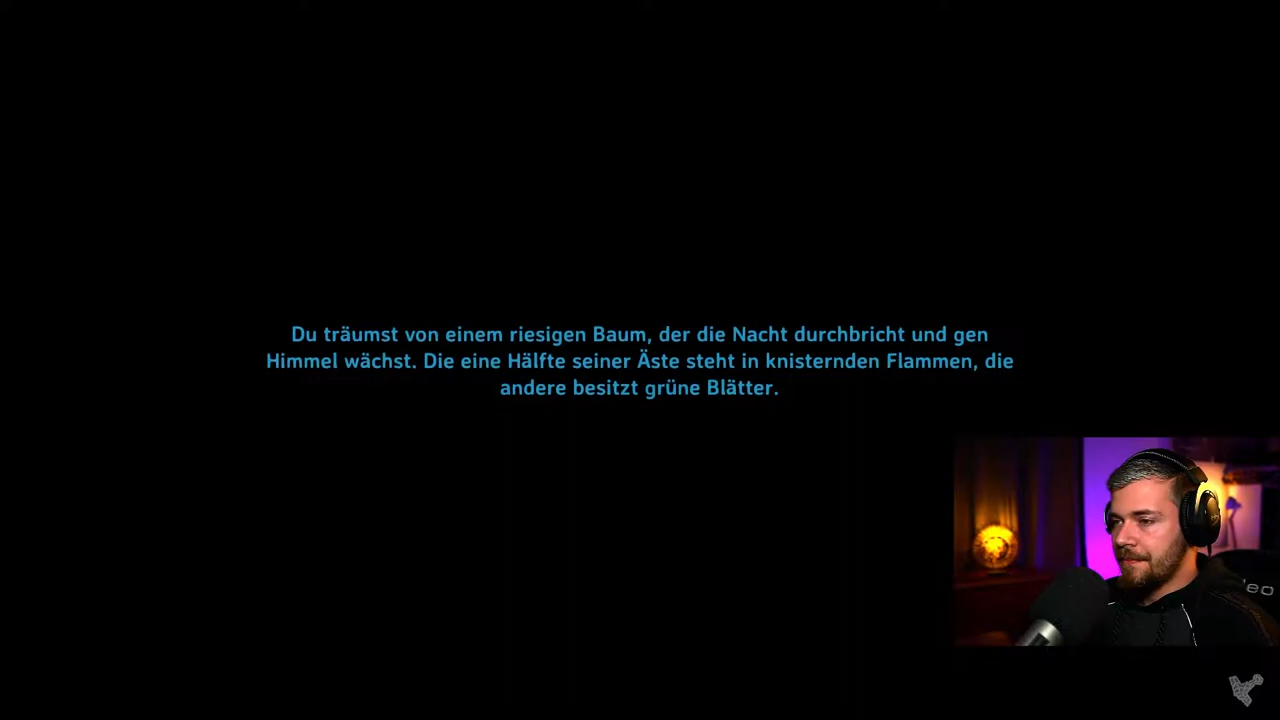 Du träumst von einem riesigen Baum, der die Nacht durchbricht und gen
Himmel wächst. Die eine Hälfte seiner Äste steht in knisternden Flammen, die
andere besitzt grüne Blätter.